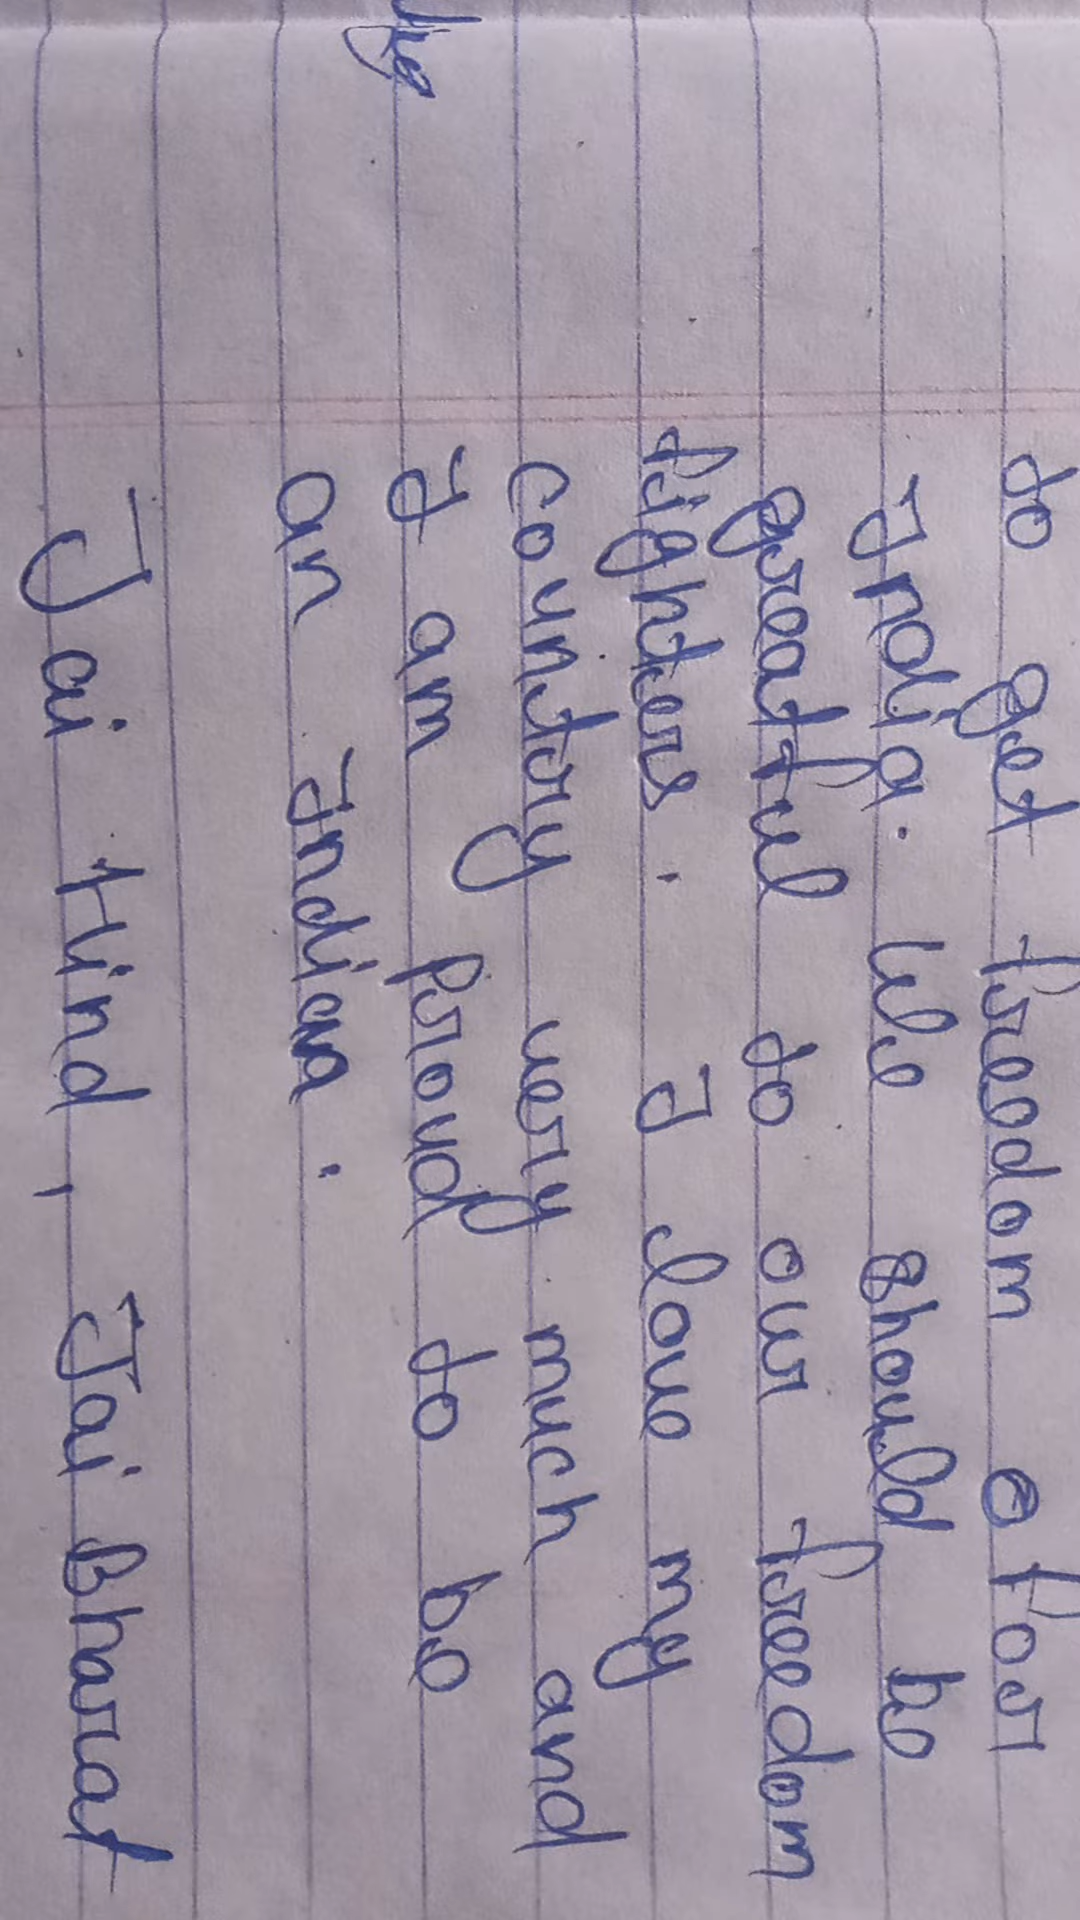 to get freedom for
India. We should be
greatful to our freedom
fighters. I love my
country very much and
I am proud to be
an Indian.
Jai Hind, Jai Bharat